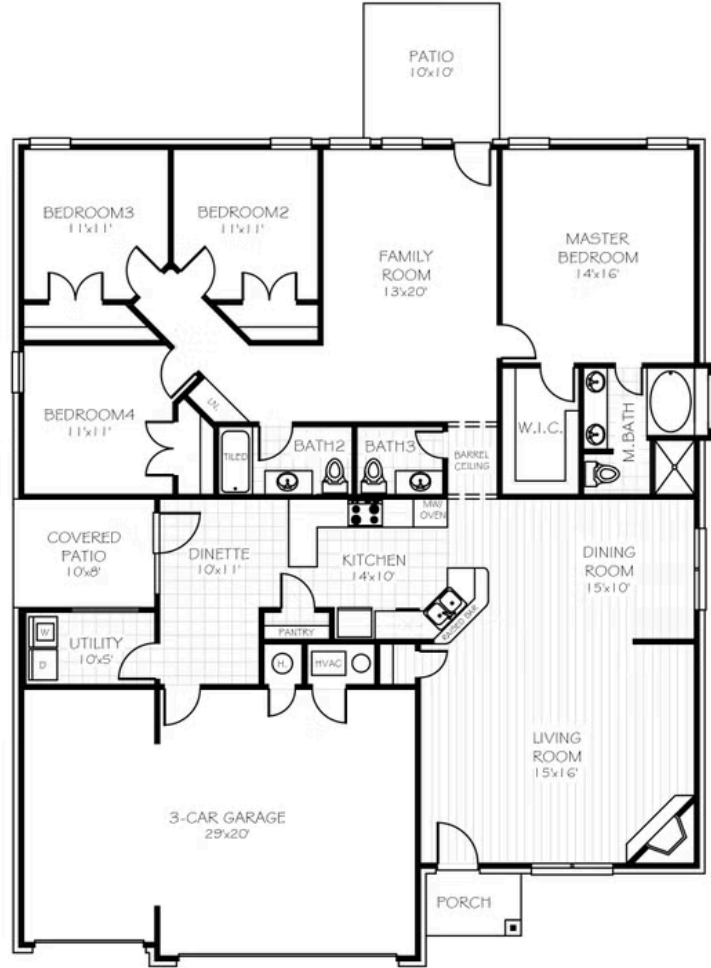 PATIO
10'x10'
BEDROOM3
11'x11'
BEDROOM2
11'x11'
FAMILY
ROOM
13'x20'
MASTER
BEDROOM
14'x16'
BEDROOM4
11'x11'
LN.
TILED
BATH2
BATH3
BARREL
CEILING
W.I.C.
M.BATH
COVERED
PATIO
10'x8'
DINETTE
10'x11'
MW/
OVEN
KITCHEN
14'x10'
DINING
ROOM
15'x10'
RAISED BAR
PANTRY
W
D
UTILITY
10'x5'
H.
HVAC
LIVING
ROOM
15'x16'
3-CAR GARAGE
29'x20'
PORCH